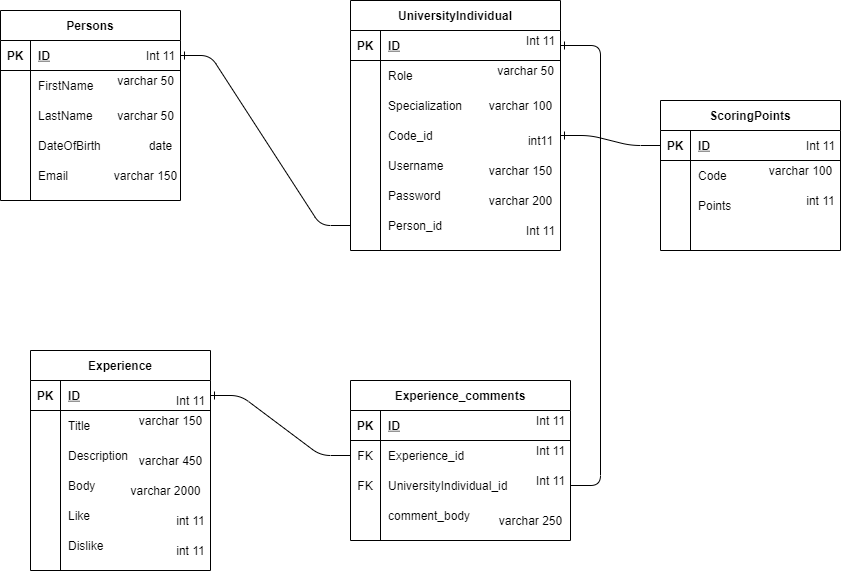 Persons
PK ID Int 11
FirstName varchar 50
LastName varchar 50
DateOfBirth date
Email varchar 150
UniversityIndividual
PK ID Int 11
Role varchar 50
Specialization varchar 100
Code_id int11
Username varchar 150
Password varchar 200
Person_id Int 11
ScoringPoints
PK ID Int 11
Code varchar 100
Points int 11
Experience
PK ID Int 11
Title varchar 150
Description varchar 450
Body varchar 2000
Like int 11
Dislike int 11
Experience_comments
PK ID Int 11
FK Experience_id Int 11
FK UniversityIndividual_id Int 11
comment_body varchar 250